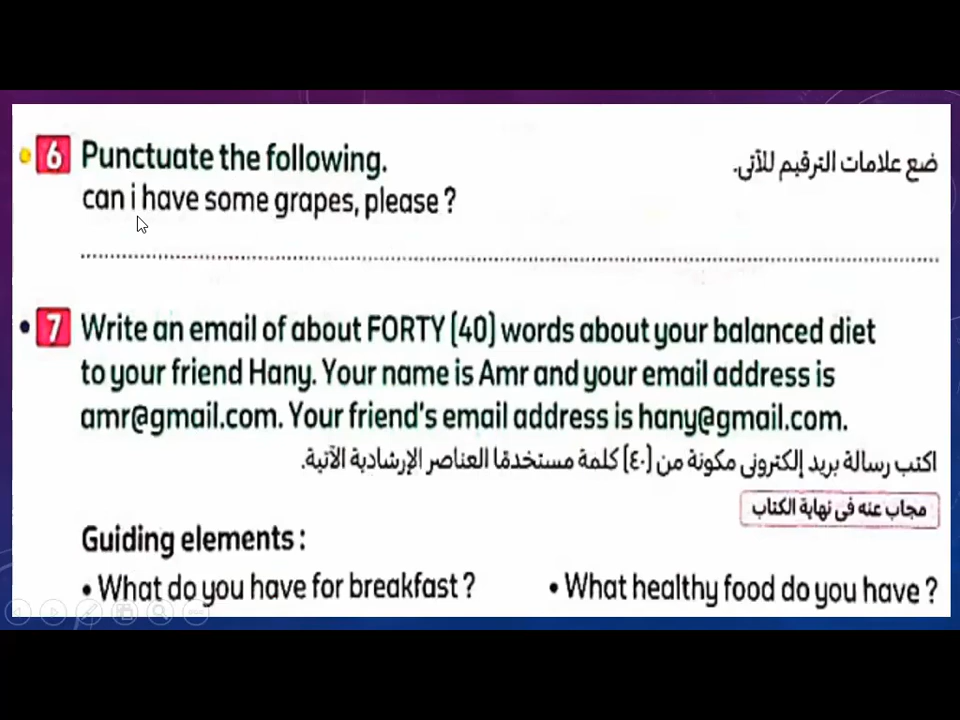 6 Punctuate the following. ضع علامات الترقيم للآتى.
can i have some grapes, please ?
7 Write an email of about FORTY (40) words about your balanced diet
to your friend Hany. Your name is Amr and your email address is
amr@gmail.com. Your friend's email address is hany@gmail.com.
اكتب رسالة بريد إلكترونى مكونة من (٤٠) كلمة مستخدمًا العناصر الإرشادية الآتية.
مجاب عنه فى نهاية الكتاب
Guiding elements :
• What do you have for breakfast ? • What healthy food do you have ?